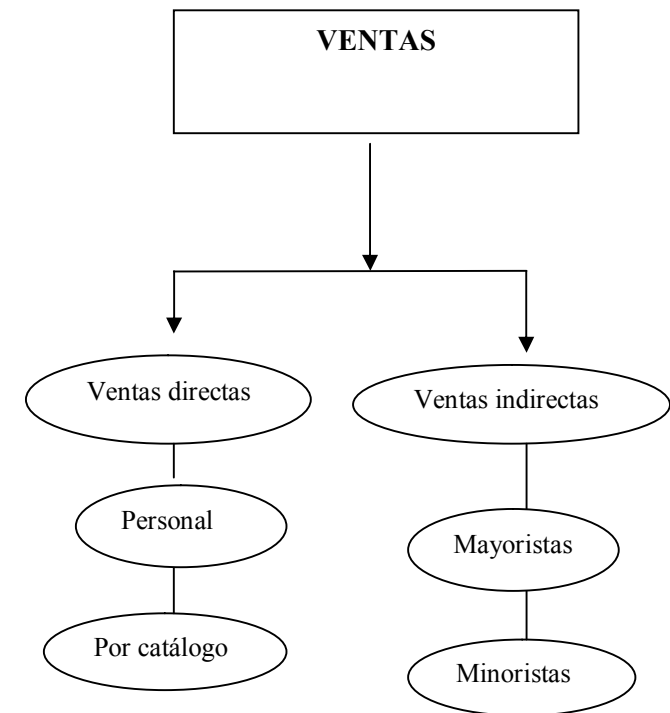 VENTAS
Ventas directas
Ventas indirectas
Personal
Mayoristas
Por catálogo
Minoristas